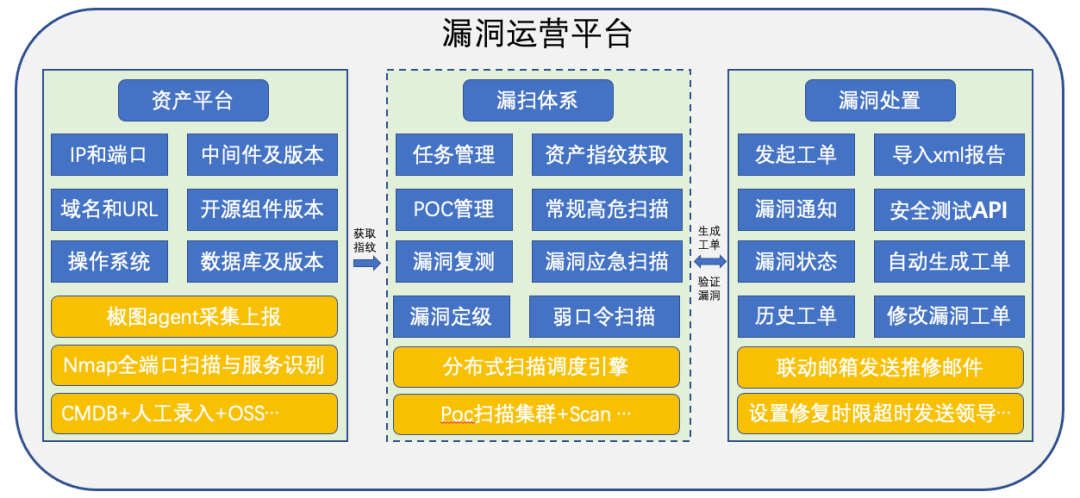 漏洞运营平台
资产平台
IP和端口
中间件及版本
域名和URL
开源组件版本
操作系统
数据库及版本
椒图agent采集上报
Nmap全端口扫描与服务识别
CMDB+人工录入+OSS…
获取
指纹
漏扫体系
任务管理
资产指纹获取
POC管理
常规高危扫描
漏洞复测
漏洞应急扫描
漏洞定级
弱口令扫描
分布式扫描调度引擎
Poc扫描集群+Scan …
生成
工单
验证
漏洞
漏洞处置
发起工单
导入xml报告
漏洞通知
安全测试API
漏洞状态
自动生成工单
历史工单
修改漏洞工单
联动邮箱发送推修邮件
设置修复时限超时发送领导…